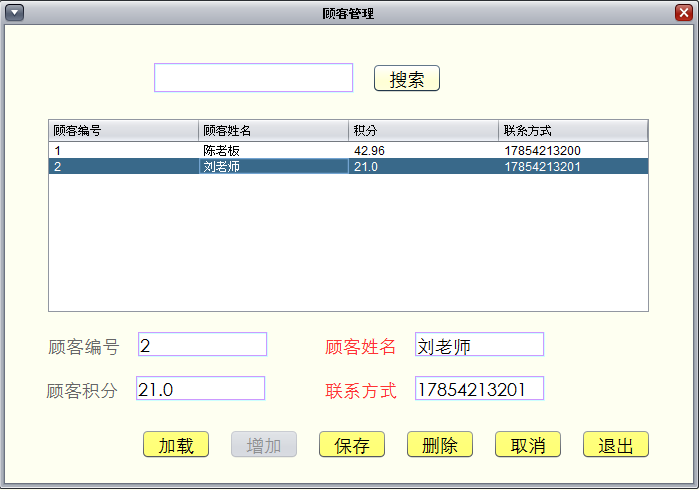 顾客管理
搜索
顾客编号 顾客姓名 积分 联系方式
1 陈老板 42.96 17854213200
2 刘老师 21.0 17854213201
顾客编号 2 顾客姓名 刘老师
顾客积分 21.0 联系方式 17854213201
加载 增加 保存 删除 取消 退出